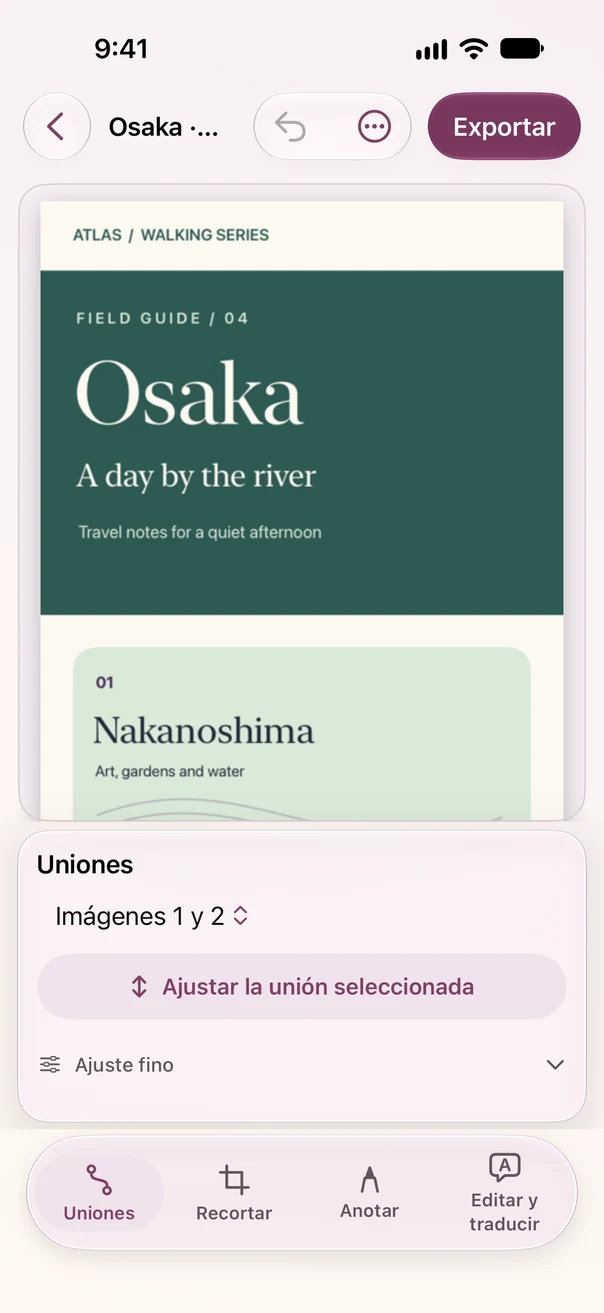 9:41
Osaka ·...
Exportar
ATLAS / WALKING SERIES
FIELD GUIDE / 04
Osaka
A day by the river
Travel notes for a quiet afternoon
01
Nakanoshima
Art, gardens and water
Uniones
Imágenes 1 y 2
Ajustar la unión seleccionada
Ajuste fino
Uniones
Recortar
Anotar
A
Editar y
traducir